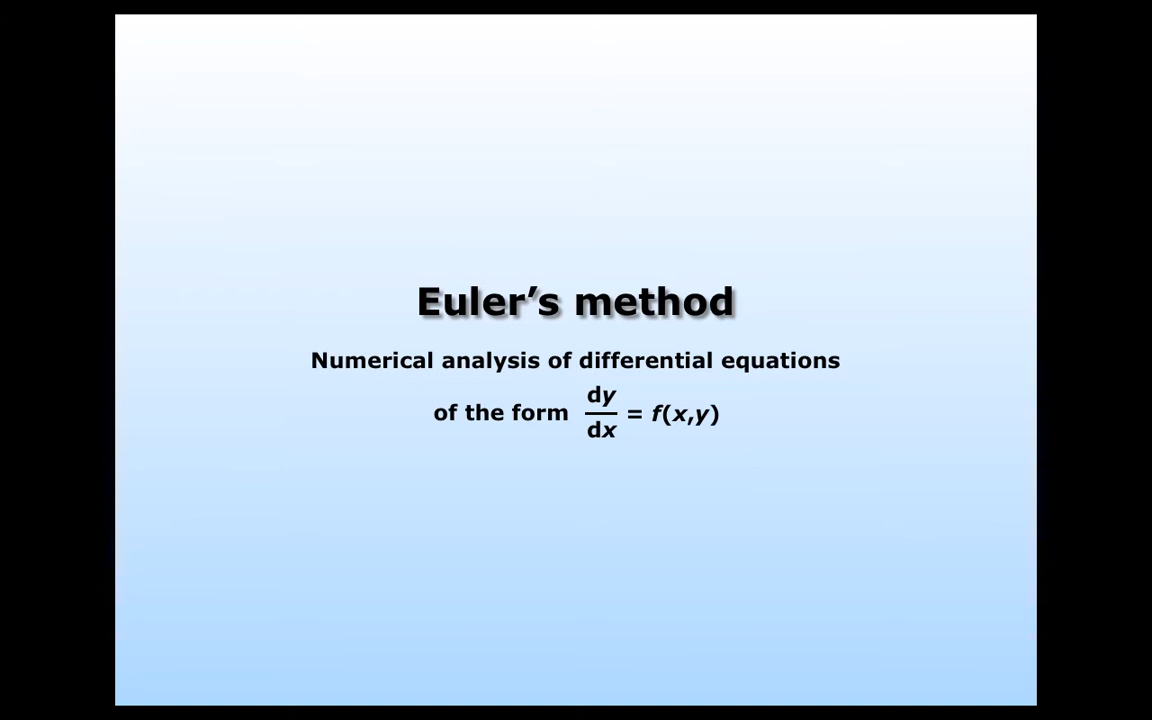 Euler’s method
Numerical analysis of differential equations
of the form dy/dx = f(x,y)